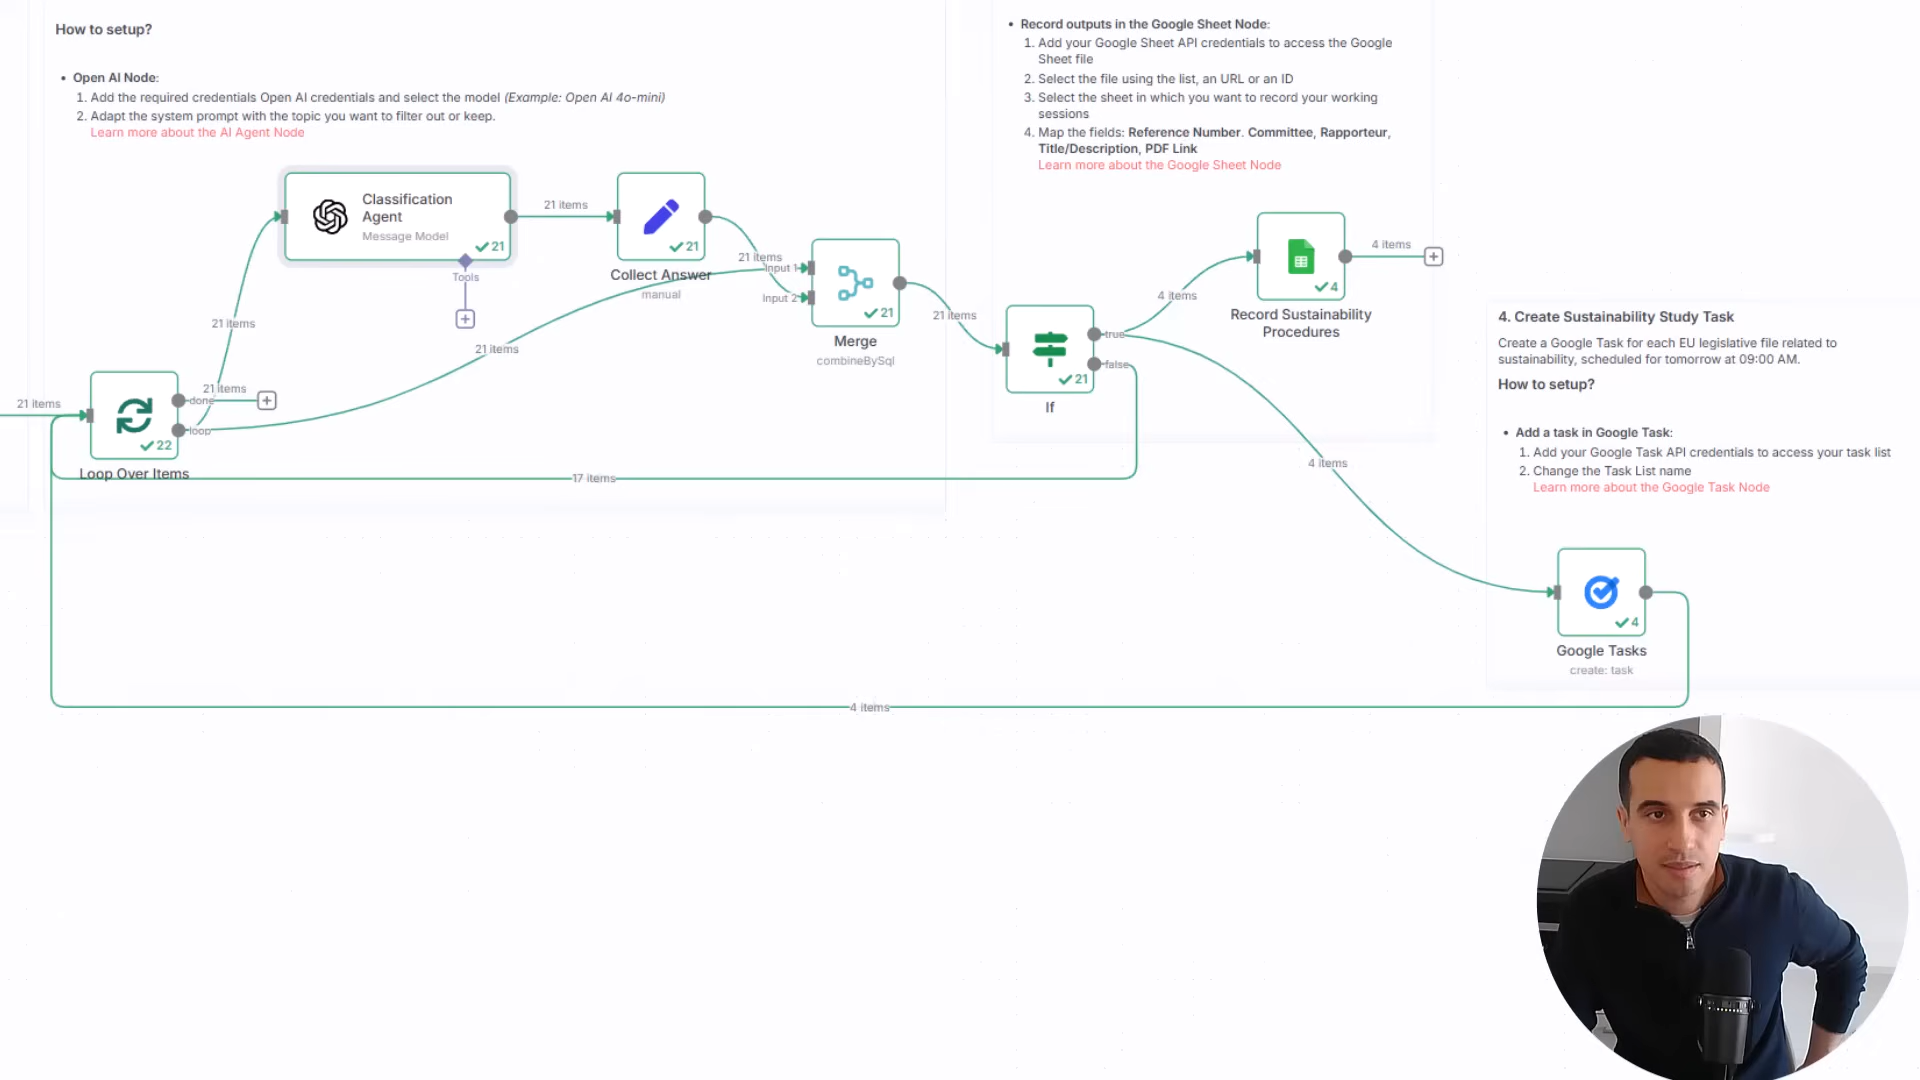 How to setup?
• Open AI Node:
1. Add the required credentials Open AI credentials and select the model (Example: Open AI 4o-mini)
2. Adapt the system prompt with the topic you want to filter out or keep.
Learn more about the AI Agent Node
• Record outputs in the Google Sheet Node:
1. Add your Google Sheet API credentials to access the Google
Sheet file
2. Select the file using the list, an URL or an ID
3. Select the sheet in which you want to record your working
sessions
4. Map the fields: Reference Number. Committee, Rapporteur,
Title/Description, PDF Link
Learn more about the Google Sheet Node
Classification
Agent
Message Model
21
Tools
21 items
21
Collect Answer
manual
21 items
Input 1
Input 2
21
Merge
combineBySql
21 items
21 items
21 items
21 items
done
loop
22
Loop Over Items
21 items
17 items
true
false
21
If
4 items
4
Record Sustainability
Procedures
4 items
4 items
4. Create Sustainability Study Task
Create a Google Task for each EU legislative file related to
sustainability, scheduled for tomorrow at 09:00 AM.
How to setup?
• Add a task in Google Task:
1. Add your Google Task API credentials to access your task list
2. Change the Task List name
Learn more about the Google Task Node
4
Google Tasks
create: task
4 items